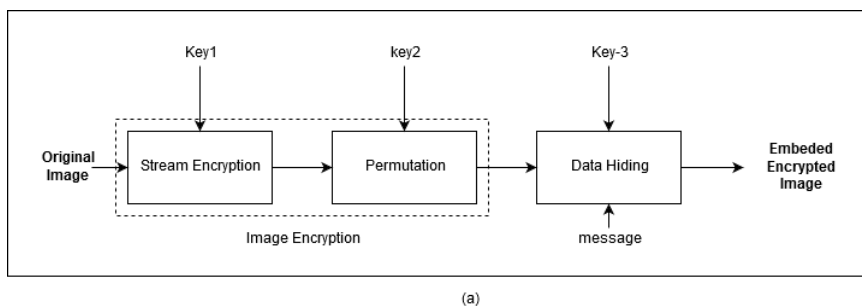 Key1
key2
Key-3
Original
Image
Stream Encryption
Permutation
Data Hiding
Embeded
Encrypted
Image
Image Encryption
message
(a)